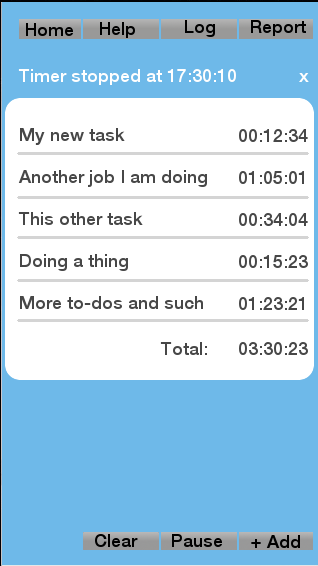 Home Help Log Report
Timer stopped at 17:30:10 x
My new task 00:12:34
Another job I am doing 01:05:01
This other task 00:34:04
Doing a thing 00:15:23
More to-dos and such 01:23:21
Total: 03:30:23
Clear Pause + Add